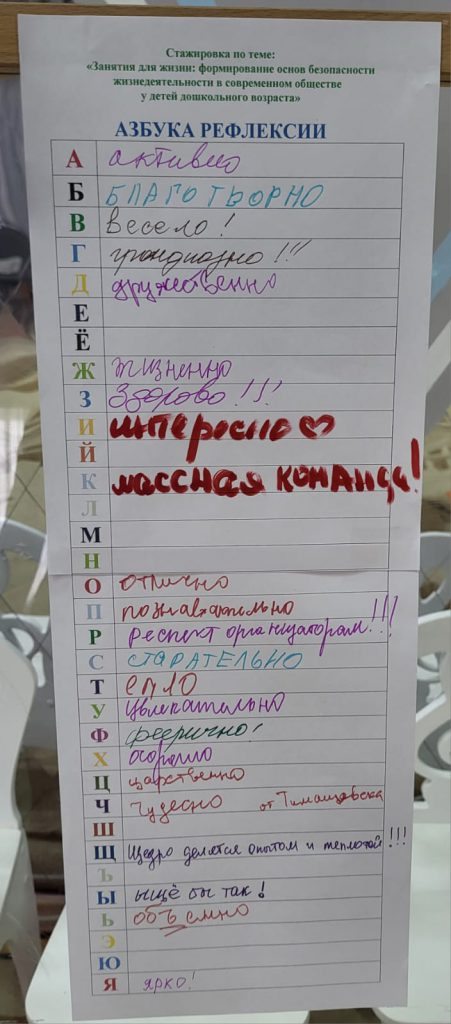 Стажировка по теме:
«Занятия для жизни: формирование основ безопасности
жизнедеятельности в современном обществе
у детей дошкольного возраста»
АЗБУКА РЕФЛЕКСИИ
А активно
Б БЛАГОТВОРНО
В весело!
Г грандиозно!!!
Д дружественно
Е
Ё
Ж жизненно
З Здорово!!!
И интересно
Й
К классная команда!
Л
М
Н
О отлично
П познавательно
Р респект организаторам!!!
С СТАРАТЕЛЬНО
Т епло
У увлекательно
Ф феерично!
Х хорошо
Ц царственно
Ч Чудесно от Тимашевска
Ш
Щ Щедро делятся опытом и теплотой!!!
Ъ
Ы ыщё бы так!
Ь объемно
Э
Ю
Я ярко!